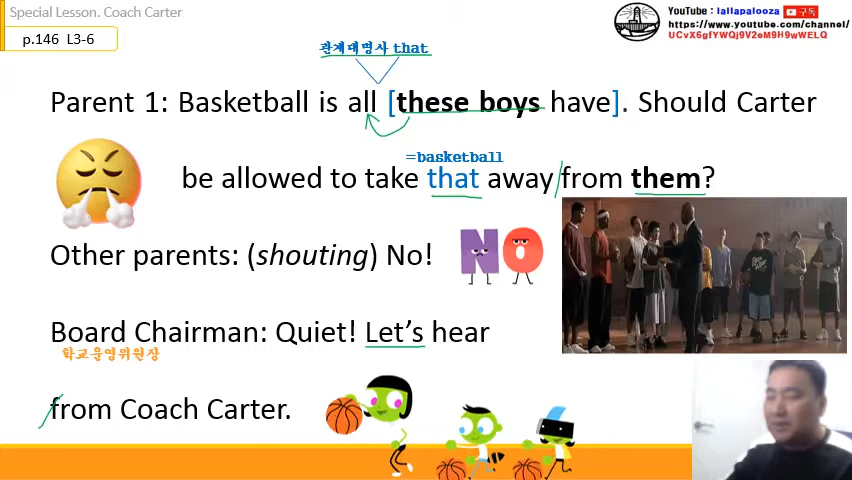 Special Lesson. Coach Carter
p.146 L3-6
YouTube : lallapalooza 구독
https://www.youtube.com/channel/
UCvX6gfYWQj9V2eM9H9wWELQ
관계대명사 that
Parent 1: Basketball is all [these boys have]. Should Carter
=basketball
be allowed to take that away from them?
Other parents: (shouting) No!
NO
Board Chairman: Quiet! Let's hear
학교운영위원장
from Coach Carter.